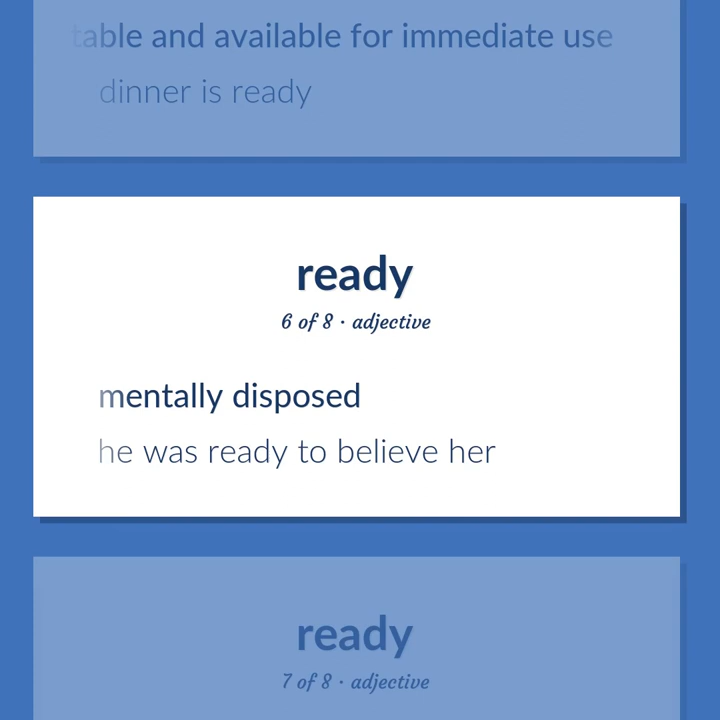 table and available for immediate use
dinner is ready
ready
6 of 8 · adjective
mentally disposed
he was ready to believe her
ready
7 of 8 · adjective